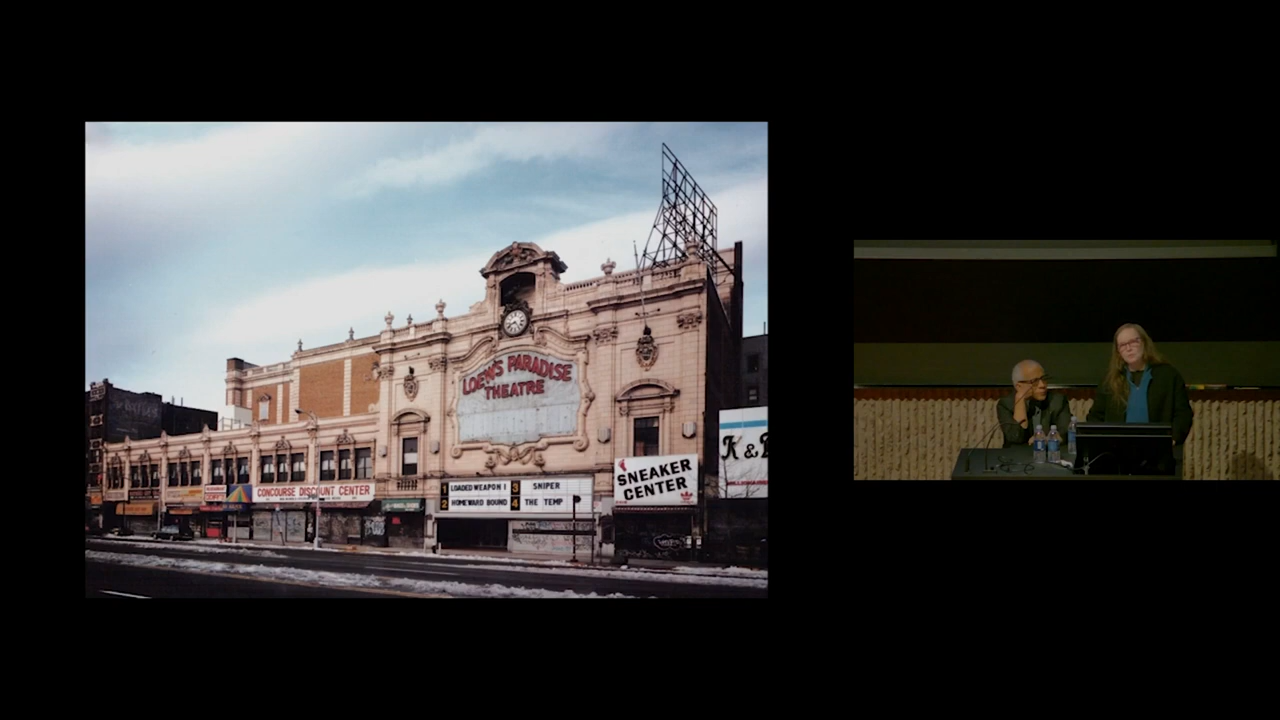 LOEW'S PARADISE
THEATRE
1 LOADED WEAPON 1 3 SNIPER
2 HOMEWARD BOUND 4 THE TEMP
CONCOURSE DISCOUNT CENTER
SNEAKER
CENTER
K &